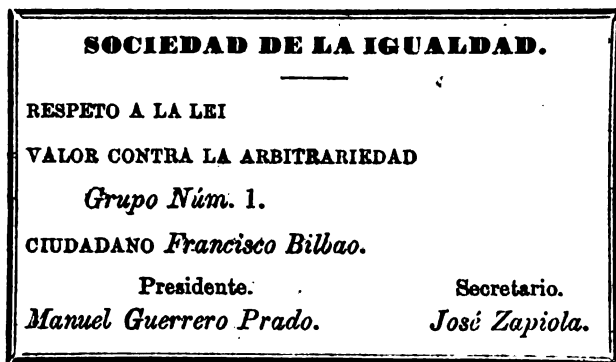 SOCIEDAD DE LA IGUALDAD.
RESPETO A LA LEI
VALOR CONTRA LA ARBITRARIEDAD
Grupo Núm. 1.
CIUDADANO Francisco Bilbao.
Presidente. Secretario.
Manuel Guerrero Prado. José Zapiola.